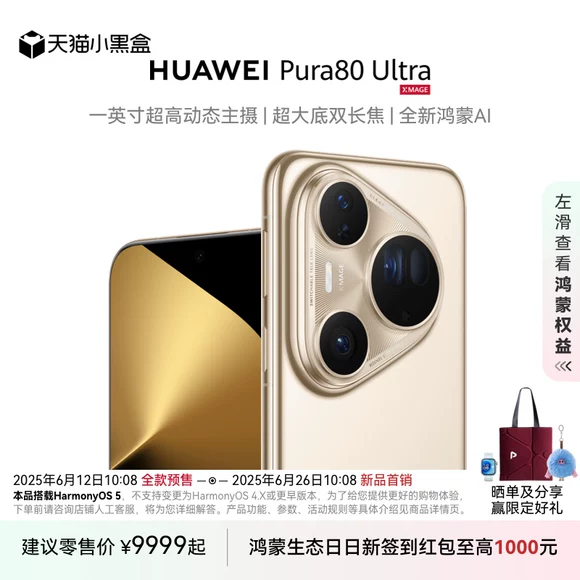 天猫小黑盒
HUAWEI Pura80 Ultra
XMAGE
一英寸超高动态主摄 | 超大底双长焦 | 全新鸿蒙AI
SWITCHABLE TELE LENS
XMAGE
左滑查看鸿蒙权益
2025年6月12日10:08 全款预售 2025年6月26日10:08 新品首销
本品搭载HarmonyOS 5，不支持变更为HarmonyOS 4.X或更早版本，为了给您提供更好的购物体验，
下单前请咨询店铺人工客服，将为您详细解答。产品功能、参数、活动规则等具体介绍见商品详情页。
晒单及分享
赢限定好礼
建议零售价 ¥9999起
鸿蒙生态日日新签到红包至高1000元